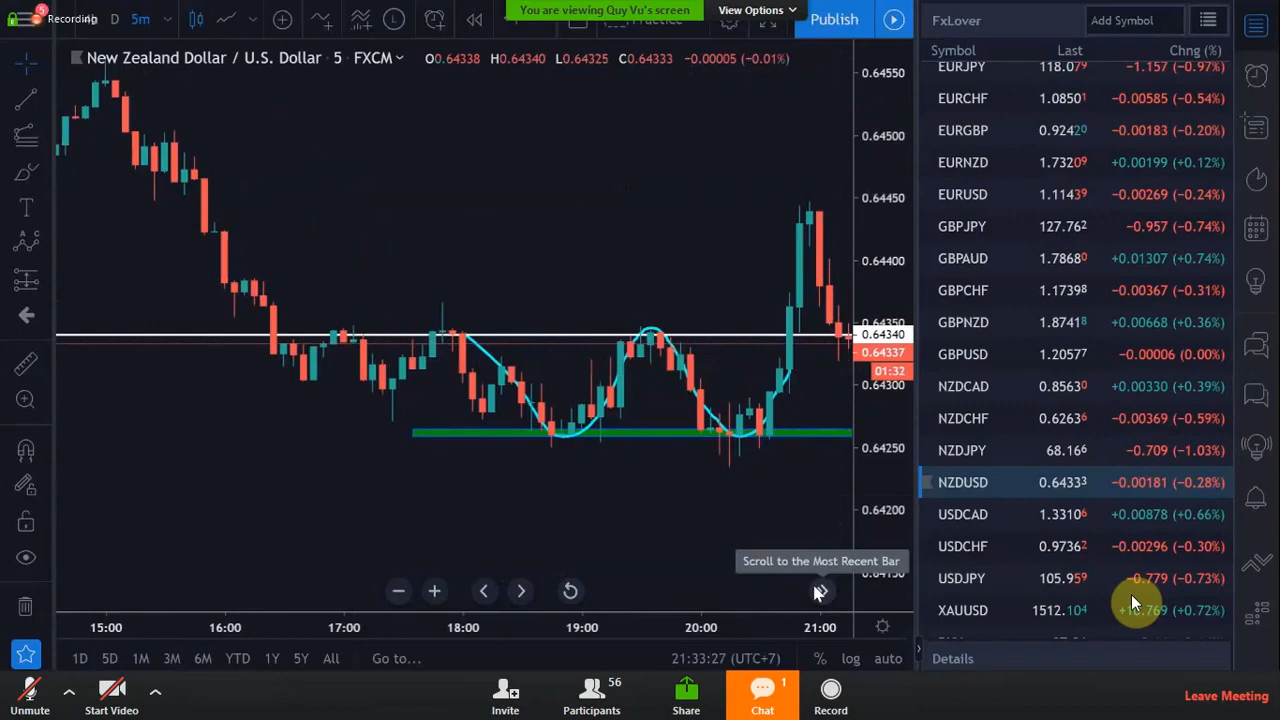 Recording
5
D
5m
You are viewing Quy Vu's screen
View Options
Publish
FxLover
Add Symbol
New Zealand Dollar / U.S. Dollar · 5 · FXCM
O0.64338 H0.64340 L0.64325 C0.64333 −0.00005 (−0.01%)
Symbol Last Chng (%)
EURJPY 118.079 −1.157 (−0.97%)
EURCHF 1.08501 −0.00585 (−0.54%)
EURGBP 0.92420 −0.00183 (−0.20%)
EURNZD 1.73209 +0.00199 (+0.12%)
EURUSD 1.11439 −0.00269 (−0.24%)
GBPJPY 127.762 −0.957 (−0.74%)
GBPAUD 1.78680 +0.01307 (+0.74%)
GBPCHF 1.17398 −0.00367 (−0.31%)
GBPNZD 1.87418 +0.00668 (+0.36%)
GBPUSD 1.20577 −0.00006 (0.00%)
NZDCAD 0.85630 +0.00330 (+0.39%)
NZDCHF 0.62636 −0.00369 (−0.59%)
NZDJPY 68.166 −0.709 (−1.03%)
NZDUSD 0.64333 −0.00181 (−0.28%)
USDCAD 1.33106 +0.00878 (+0.66%)
USDCHF 0.97362 −0.00296 (−0.30%)
USDJPY 105.959 −0.779 (−0.73%)
XAUUSD 1512.104 (+0.72%)
Details
0.64550
0.64500
0.64450
0.64400
0.64350
0.64340
0.64337
01:32
0.64300
0.64250
0.64200
Scroll to the Most Recent Bar
15:00 16:00 17:00 18:00 19:00 20:00 21:00
1D 5D 1M 3M 6M YTD 1Y 5Y All Go to...
21:33:27 (UTC+7) % log auto
Unmute
Start Video
Invite
56
Participants
Share
1
Chat
Record
Leave Meeting